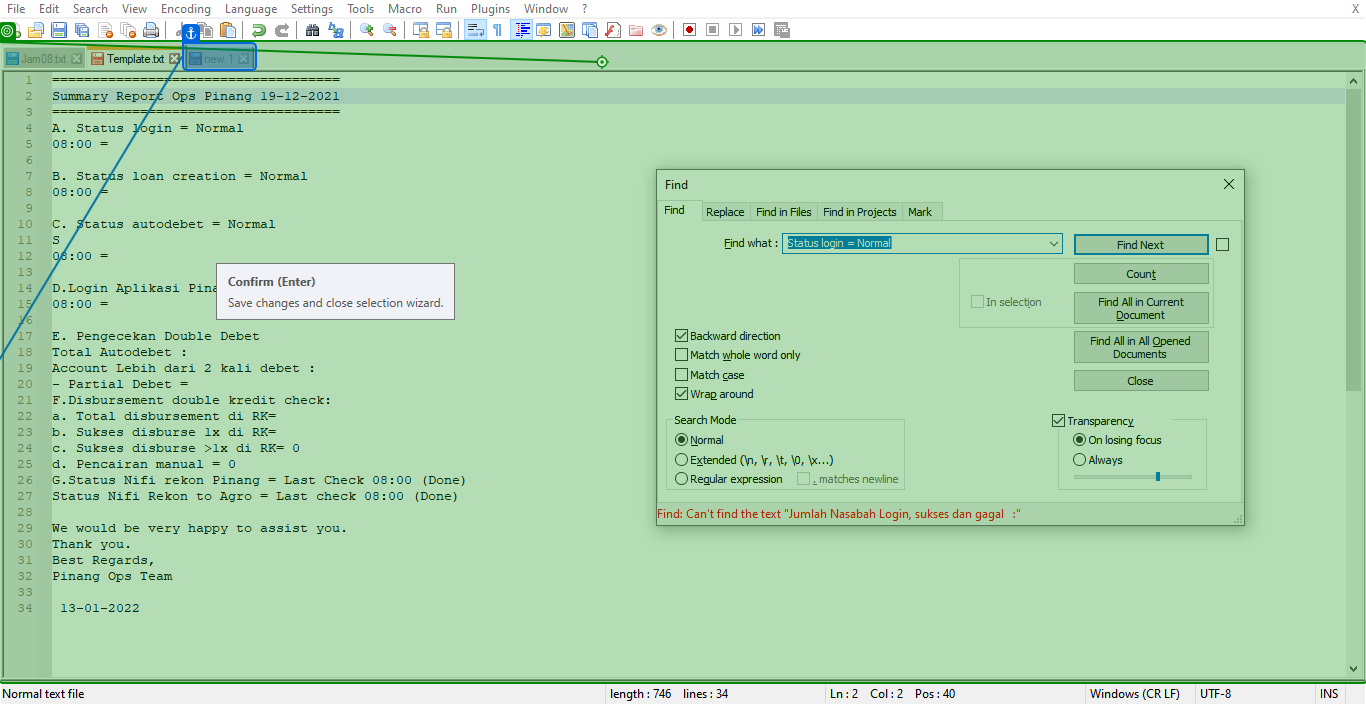 File Edit Search View Encoding Language Settings Tools Macro Run Plugins Window ? X
Jam08.txt Template.txt new 1
1 ====================================
2 Summary Report Ops Pinang 19-12-2021
3 ====================================
4 A. Status login = Normal
5 08:00 =
6
7 B. Status loan creation = Normal
8 08:00 =
9
10 C. Status autodebet = Normal
11 S
12 08:00 =
13
14 D.Login Aplikasi Pina
15 08:00 =
16
17 E. Pengecekan Double Debet
18 Total Autodebet :
19 Account Lebih dari 2 kali debet :
20 - Partial Debet =
21 F.Disbursement double kredit check:
22 a. Total disbursement di RK=
23 b. Sukses disburse 1x di RK=
24 c. Sukses disburse >1x di RK= 0
25 d. Pencairan manual = 0
26 G.Status Nifi rekon Pinang = Last Check 08:00 (Done)
27 Status Nifi Rekon to Agro = Last check 08:00 (Done)
28
29 We would be very happy to assist you.
30 Thank you.
31 Best Regards,
32 Pinang Ops Team
33
34 13-01-2022
Confirm (Enter)
Save changes and close selection wizard.
Find
Find Replace Find in Files Find in Projects Mark
Find what : Status login = Normal Find Next
Count
In selection
Find All in Current
Document
Find All in All Opened
Documents
Close
Backward direction
Match whole word only
Match case
Wrap around
Search Mode
Normal
Extended (\n, \r, \t, \0, \x...)
Regular expression . matches newline
Transparency
On losing focus
Always
Find: Can't find the text "Jumlah Nasabah Login, sukses dan gagal :"
Normal text file length : 746 lines : 34 Ln : 2 Col : 2 Pos : 40 Windows (CR LF) UTF-8 INS